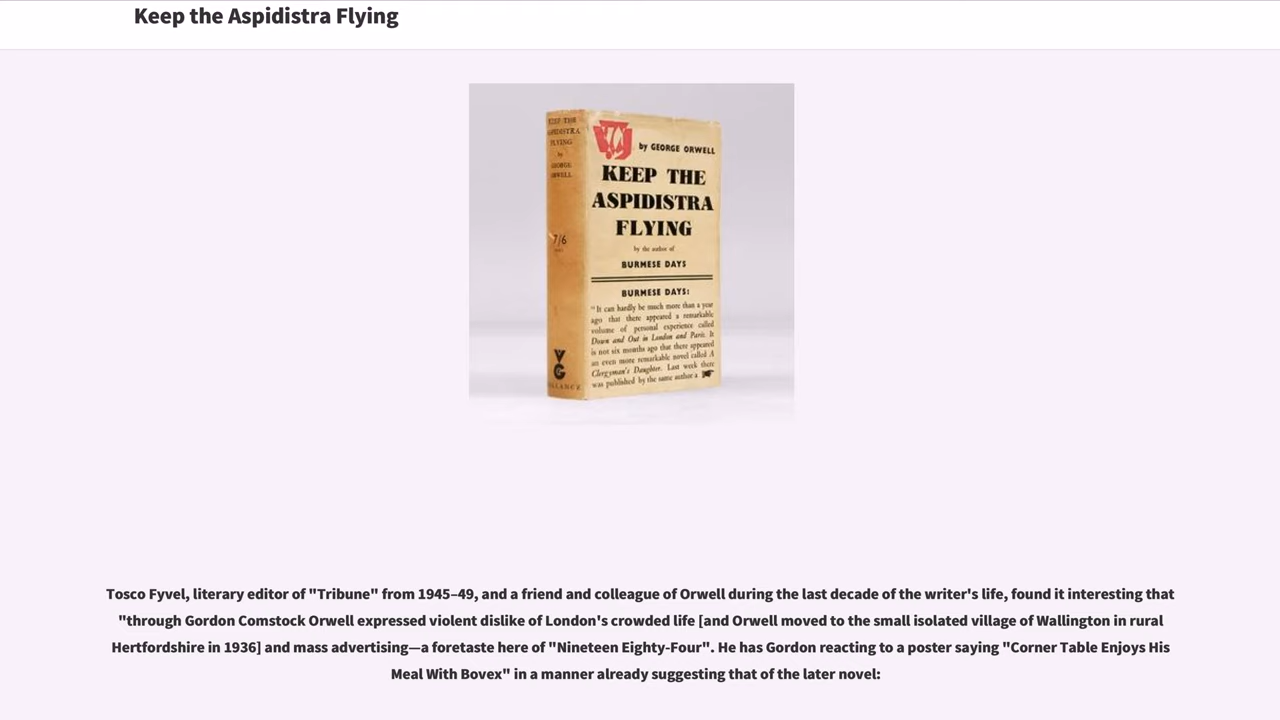 Keep the Aspidistra Flying
KEEP THE
ASPIDISTRA
FLYING
by
GEORGE
ORWELL
7/6
by GEORGE ORWELL
KEEP THE
ASPIDISTRA
FLYING
by the author of
BURMESE DAYS
BURMESE DAYS:
"It can hardly be much more than a year
ago that there appeared a remarkable
volume of personal experience called
Down and Out in London and Paris. It
is not six months ago that there appeared
an even more remarkable novel called A
Clergyman's Daughter. Last week there
was published by the same author a
Tosco Fyvel, literary editor of "Tribune" from 1945–49, and a friend and colleague of Orwell during the last decade of the writer's life, found it interesting that
"through Gordon Comstock Orwell expressed violent dislike of London's crowded life [and Orwell moved to the small isolated village of Wallington in rural
Hertfordshire in 1936] and mass advertising—a foretaste here of "Nineteen Eighty-Four". He has Gordon reacting to a poster saying "Corner Table Enjoys His
Meal With Bovex" in a manner already suggesting that of the later novel: